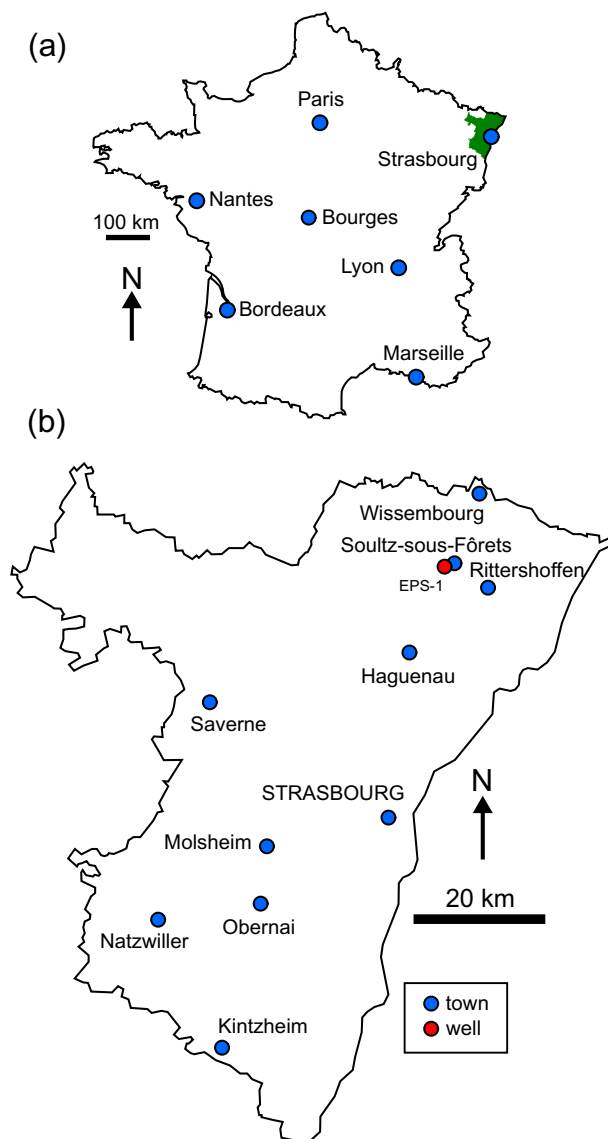 (a)
Paris
Strasbourg
Nantes
100 km
Bourges
N
Lyon
Bordeaux
Marseille
(b)
Wissembourg
Soultz-sous-Fôrets
Rittershoffen
EPS-1
Haguenau
Saverne
STRASBOURG
N
Molsheim
20 km
Obernai
Natzwiller
town
well
Kintzheim